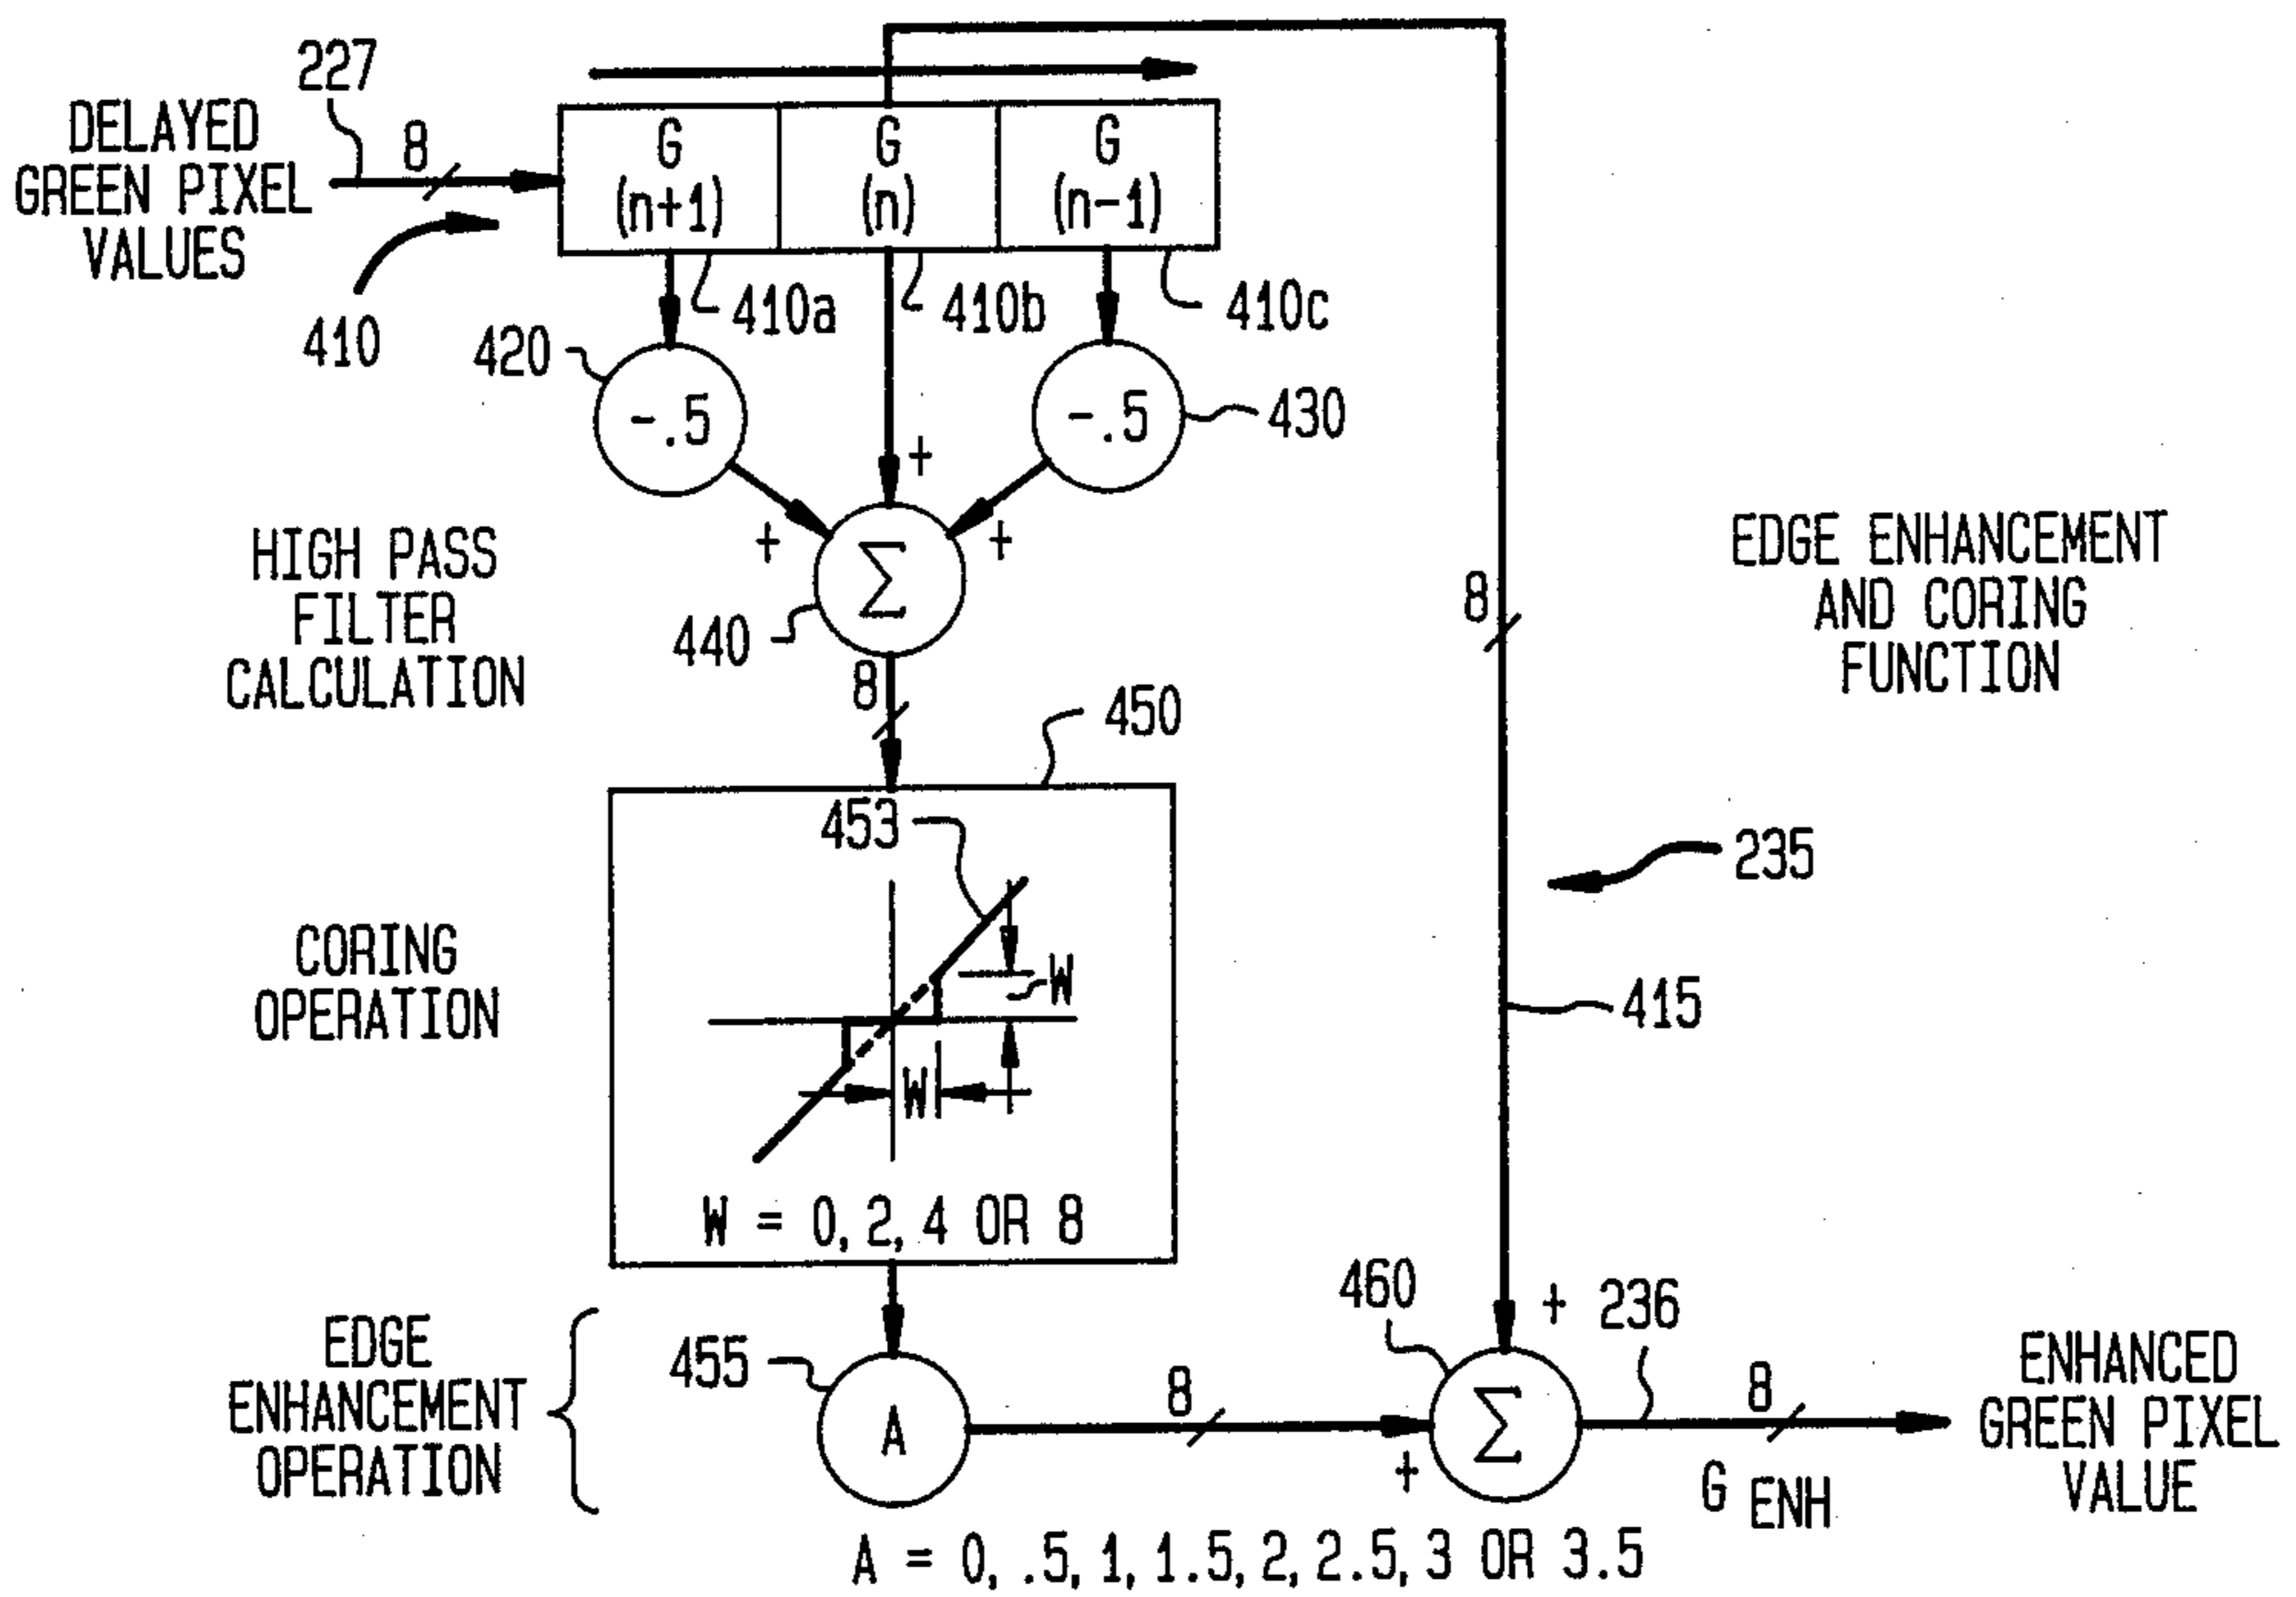 227
DELAYED
GREEN PIXEL
VALUES
8
G
(n+1)
G
(n)
G
(n-1)
410
410a
410b
410c
420
-.5
-.5
430
+
+
+
Σ
440
HIGH PASS
FILTER
CALCULATION
8
EDGE ENHANCEMENT
AND CORING
FUNCTION
8
450
453
W
W
W = 0, 2, 4 OR 8
CORING
OPERATION
235
415
EDGE
ENHANCEMENT
OPERATION
455
A
8
460
+
+
Σ
236
8
G ENH
ENHANCED
GREEN PIXEL
VALUE
A = 0, .5, 1, 1.5, 2, 2.5, 3 OR 3.5